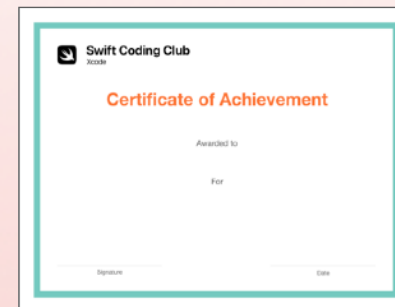 Swift Coding Club
Xcode
Certificate of Achievement
Awarded to
For
Signature
Date